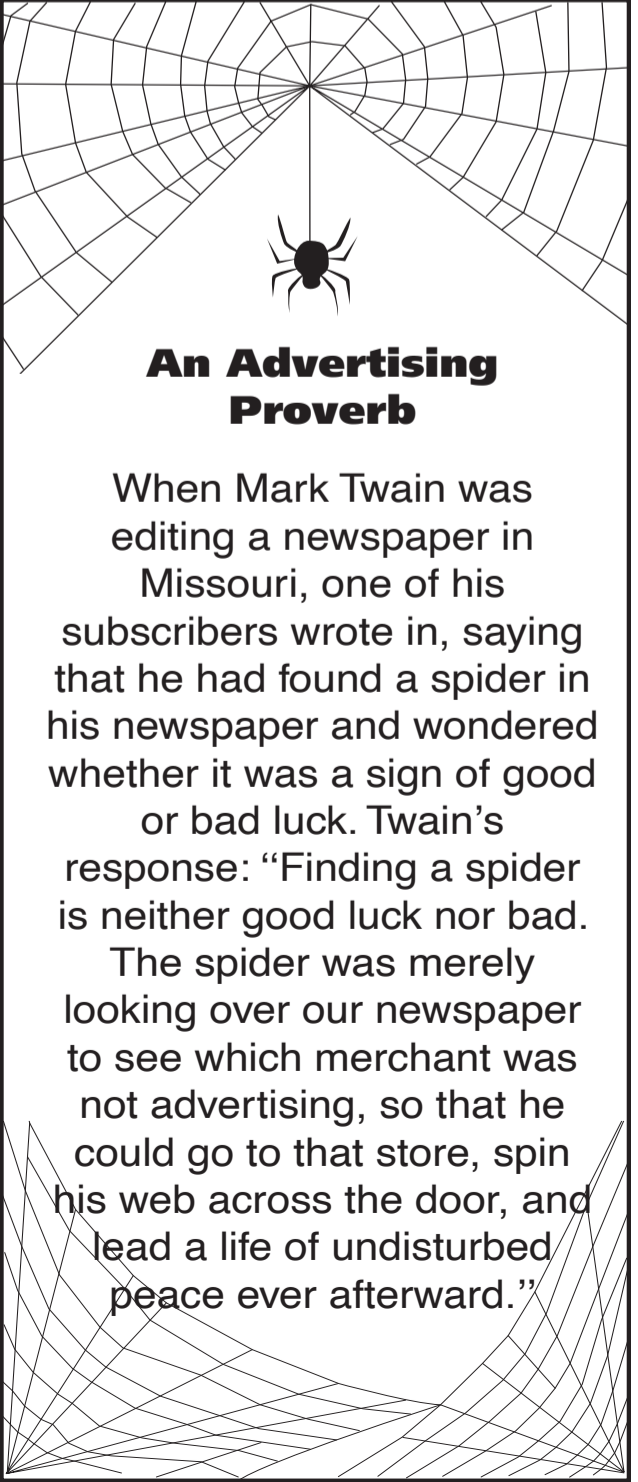 An Advertising
Proverb
When Mark Twain was
editing a newspaper in
Missouri, one of his
subscribers wrote in, saying
that he had found a spider in
his newspaper and wondered
whether it was a sign of good
or bad luck. Twain’s
response: “Finding a spider
is neither good luck nor bad.
The spider was merely
looking over our newspaper
to see which merchant was
not advertising, so that he
could go to that store, spin
his web across the door, and
lead a life of undisturbed
peace ever afterward.”